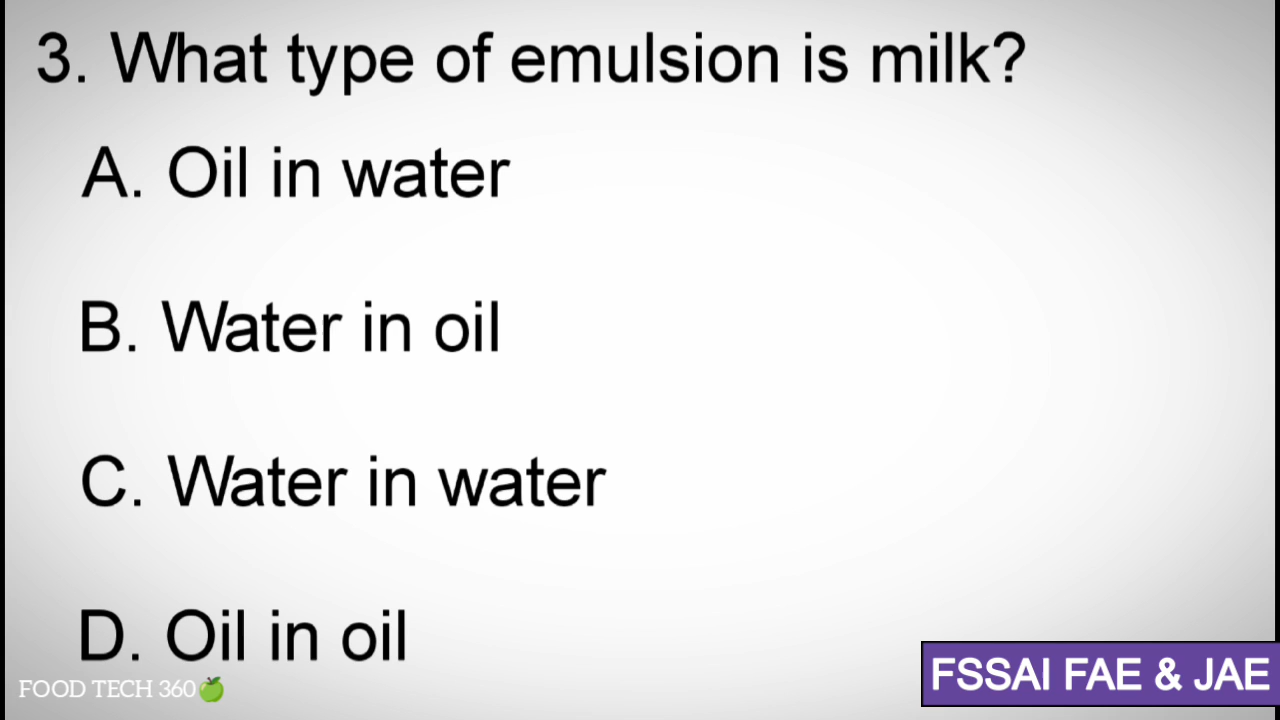 3. What type of emulsion is milk?
A. Oil in water
B. Water in oil
C. Water in water
D. Oil in oil
FOOD TECH 360
FSSAI FAE & JAE